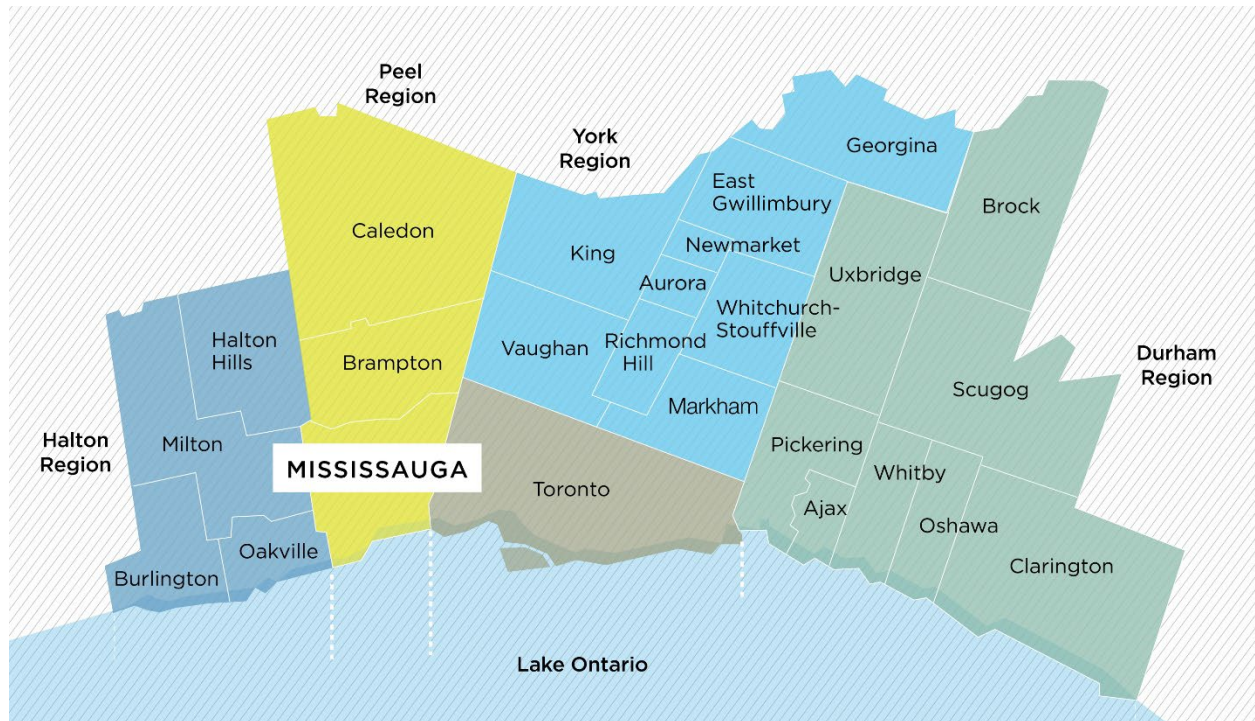 Peel
Region
York
Region
Georgina
East
Gwillimbury
Brock
Caledon
King
Newmarket
Uxbridge
Aurora
Whitchurch-
Stouffville
Halton
Hills
Vaughan
Richmond
Hill
Brampton
Durham
Region
Scugog
Markham
Halton
Region
Milton
Pickering
MISSISSAUGA
Whitby
Toronto
Ajax
Oshawa
Oakville
Clarington
Burlington
Lake Ontario